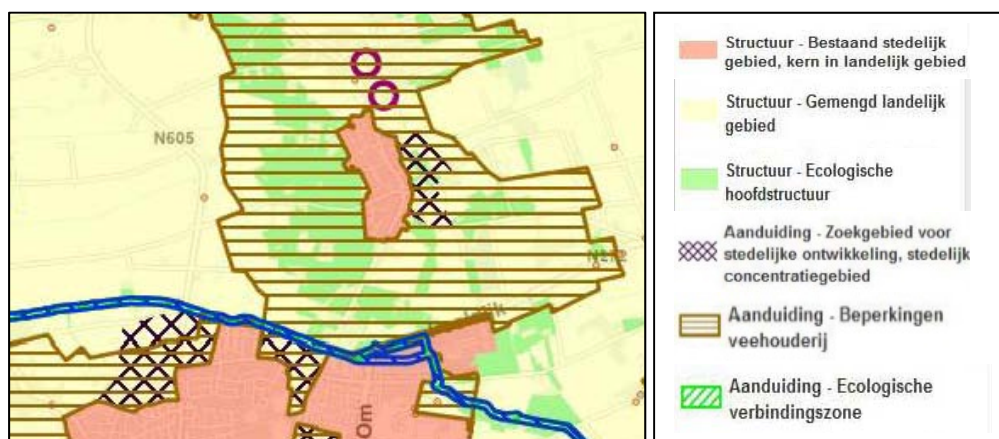 N605
N272
Om
Structuur - Bestaand stedelijk
gebied, kern in landelijk gebied
Structuur - Gemengd landelijk
gebied
Structuur - Ecologische
hoofdstructuur
Aanduiding - Zoekgebied voor
stedelijke ontwikkeling, stedelijk
concentratiegebied
Aanduiding - Beperkingen
veehouderij
Aanduiding - Ecologische
verbindingszone